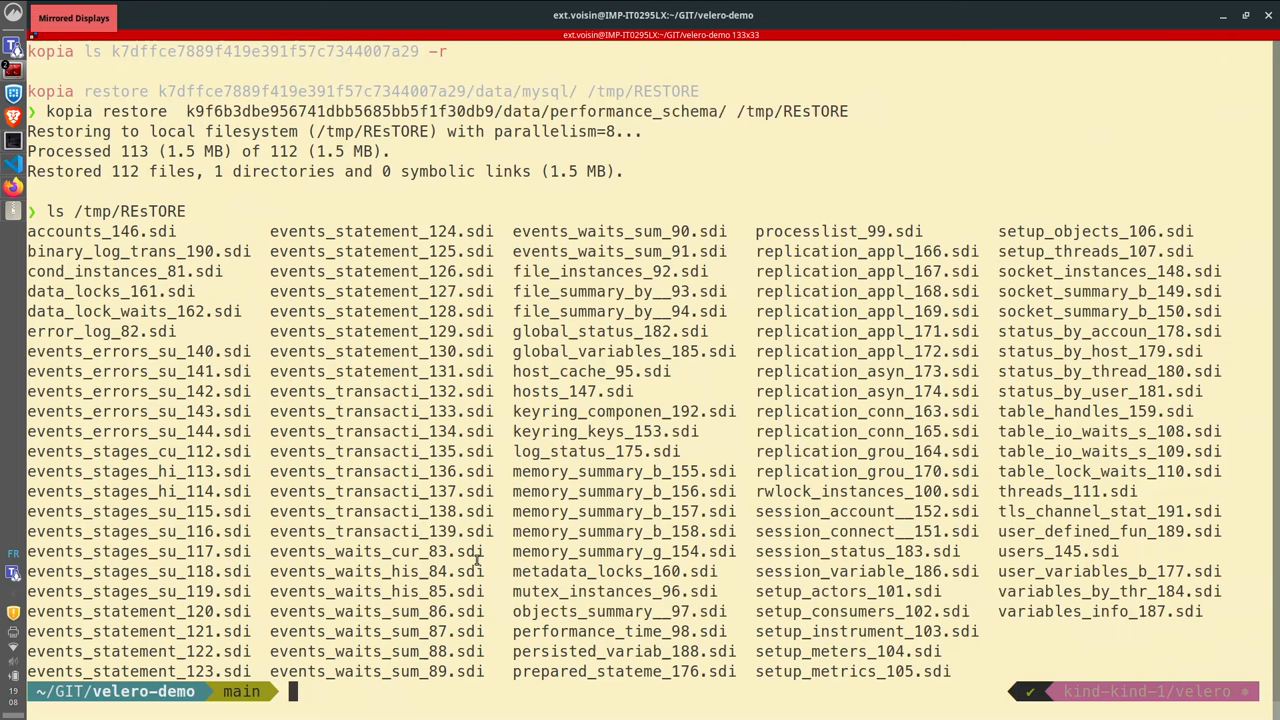 Mirrored Displays
ext.voisin@IMP-IT0295LX:~/GIT/velero-demo
ext.voisin@IMP-IT0295LX:~/GIT/velero-demo 133x33
kopia ls k7dffce7889f419e391f57c7344007a29 -r
kopia restore k7dffce7889f419e391f57c7344007a29/data/mysql/ /tmp/RESTORE
❯ kopia restore  k9f6b3dbe956741dbb5685bb5f1f30db9/data/performance_schema/ /tmp/REsTORE
Restoring to local filesystem (/tmp/REsTORE) with parallelism=8...
Processed 113 (1.5 MB) of 112 (1.5 MB).
Restored 112 files, 1 directories and 0 symbolic links (1.5 MB).
❯ ls /tmp/REsTORE
accounts_146.sdi events_statement_124.sdi events_waits_sum_90.sdi processlist_99.sdi setup_objects_106.sdi
binary_log_trans_190.sdi events_statement_125.sdi events_waits_sum_91.sdi replication_appl_166.sdi setup_threads_107.sdi
cond_instances_81.sdi events_statement_126.sdi file_instances_92.sdi replication_appl_167.sdi socket_instances_148.sdi
data_locks_161.sdi events_statement_127.sdi file_summary_by__93.sdi replication_appl_168.sdi socket_summary_b_149.sdi
data_lock_waits_162.sdi events_statement_128.sdi file_summary_by__94.sdi replication_appl_169.sdi socket_summary_b_150.sdi
error_log_82.sdi events_statement_129.sdi global_status_182.sdi replication_appl_171.sdi status_by_accoun_178.sdi
events_errors_su_140.sdi events_statement_130.sdi global_variables_185.sdi replication_appl_172.sdi status_by_host_179.sdi
events_errors_su_141.sdi events_statement_131.sdi host_cache_95.sdi replication_asyn_173.sdi status_by_thread_180.sdi
events_errors_su_142.sdi events_transacti_132.sdi hosts_147.sdi replication_asyn_174.sdi status_by_user_181.sdi
events_errors_su_143.sdi events_transacti_133.sdi keyring_componen_192.sdi replication_conn_163.sdi table_handles_159.sdi
events_errors_su_144.sdi events_transacti_134.sdi keyring_keys_153.sdi replication_conn_165.sdi table_io_waits_s_108.sdi
events_stages_cu_112.sdi events_transacti_135.sdi log_status_175.sdi replication_grou_164.sdi table_io_waits_s_109.sdi
events_stages_hi_113.sdi events_transacti_136.sdi memory_summary_b_155.sdi replication_grou_170.sdi table_lock_waits_110.sdi
events_stages_hi_114.sdi events_transacti_137.sdi memory_summary_b_156.sdi rwlock_instances_100.sdi threads_111.sdi
events_stages_su_115.sdi events_transacti_138.sdi memory_summary_b_157.sdi session_account__152.sdi tls_channel_stat_191.sdi
events_stages_su_116.sdi events_transacti_139.sdi memory_summary_b_158.sdi session_connect__151.sdi user_defined_fun_189.sdi
events_stages_su_117.sdi events_waits_cur_83.sdi memory_summary_g_154.sdi session_status_183.sdi users_145.sdi
events_stages_su_118.sdi events_waits_his_84.sdi metadata_locks_160.sdi session_variable_186.sdi user_variables_b_177.sdi
events_stages_su_119.sdi events_waits_his_85.sdi mutex_instances_96.sdi setup_actors_101.sdi variables_by_thr_184.sdi
events_statement_120.sdi events_waits_sum_86.sdi objects_summary__97.sdi setup_consumers_102.sdi variables_info_187.sdi
events_statement_121.sdi events_waits_sum_87.sdi performance_time_98.sdi setup_instrument_103.sdi
events_statement_122.sdi events_waits_sum_88.sdi persisted_variab_188.sdi setup_meters_104.sdi
events_statement_123.sdi events_waits_sum_89.sdi prepared_stateme_176.sdi setup_metrics_105.sdi
~/GIT/velero-demo main ✔ kind-kind-1/velero
2
FR
19
08